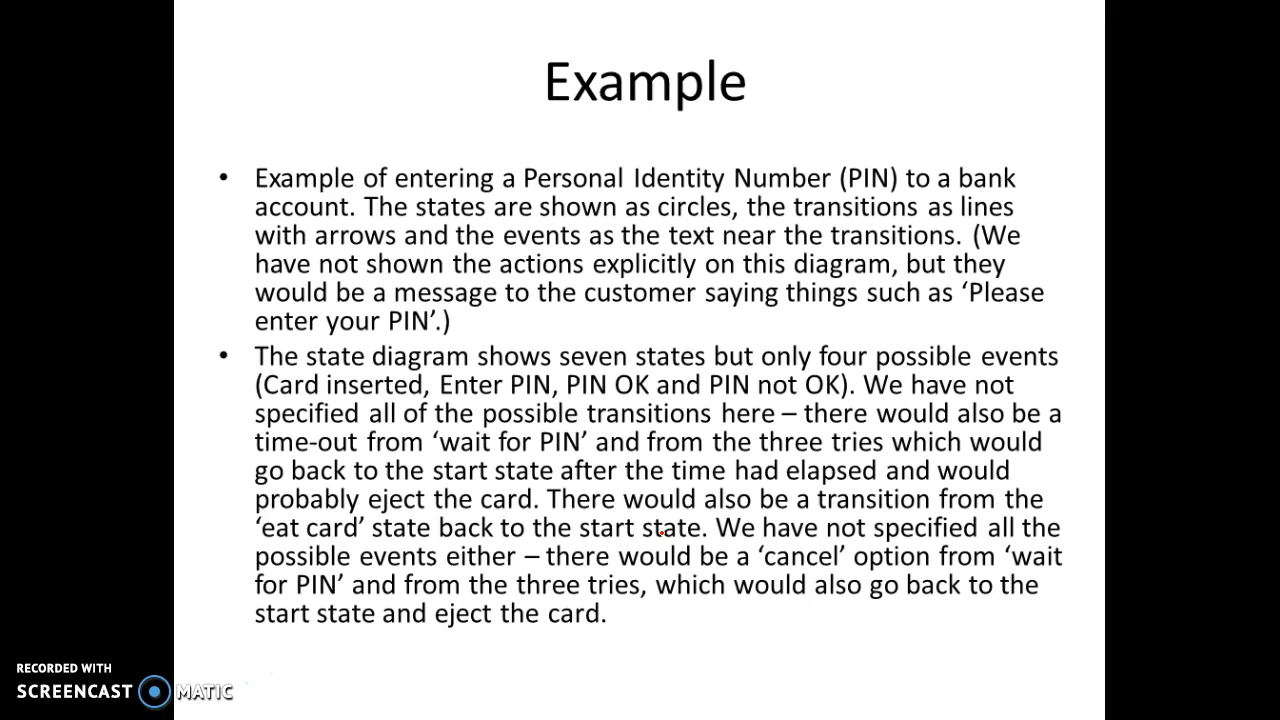 Example
• Example of entering a Personal Identity Number (PIN) to a bank
account. The states are shown as circles, the transitions as lines
with arrows and the events as the text near the transitions. (We
have not shown the actions explicitly on this diagram, but they
would be a message to the customer saying things such as ‘Please
enter your PIN’.)
• The state diagram shows seven states but only four possible events
(Card inserted, Enter PIN, PIN OK and PIN not OK). We have not
specified all of the possible transitions here – there would also be a
time-out from ‘wait for PIN’ and from the three tries which would
go back to the start state after the time had elapsed and would
probably eject the card. There would also be a transition from the
‘eat card’ state back to the start state. We have not specified all the
possible events either – there would be a ‘cancel’ option from ‘wait
for PIN’ and from the three tries, which would also go back to the
start state and eject the card.
RECORDED WITH
SCREENCAST MATIC